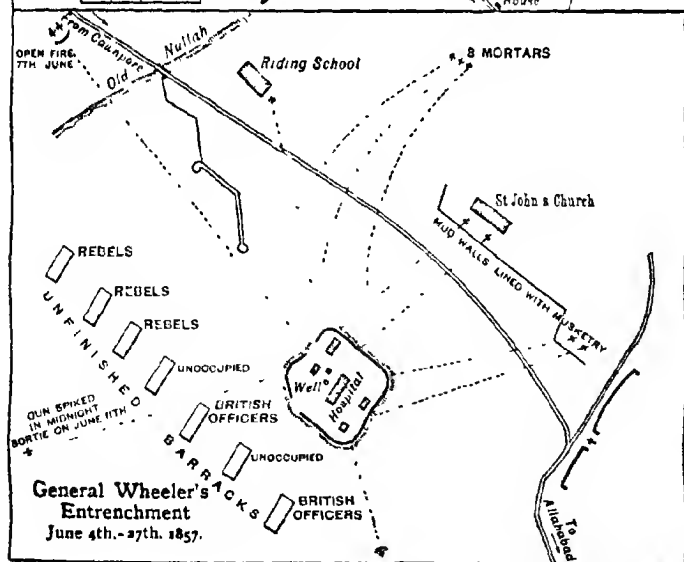 House
From Caunpore
OPEN FIRE
7TH JUNE
Old Nullah
Riding School
8 MORTARS
St John s Church
MUD WALLS LINED WITH MUSKETRY
REBELS
REBELS
REBELS
UNOCCUPIED
BRITISH
OFFICERS
UNOCCUPIED
BRITISH
OFFICERS
UNFINISHED
BARRACKS
Well
Hospital
GUN SPIKED
IN MIDNIGHT
SORTIE ON JUNE 11TH
General Wheeler's
Entrenchment
June 4th.-27th. 1857.
To
Allahabad